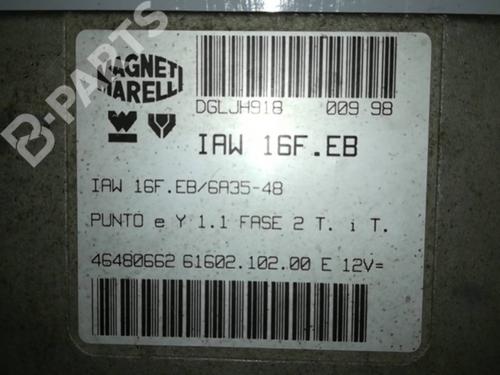 B-PARTS
MAGNETI
MARELLI
DGLJH918 009 98
IAW 16F.EB
IAW 16F.EB/6A35-48
PUNTO e Y 1.1 FASE 2 T. i T.
46480662 61602.102.00 E 12V=